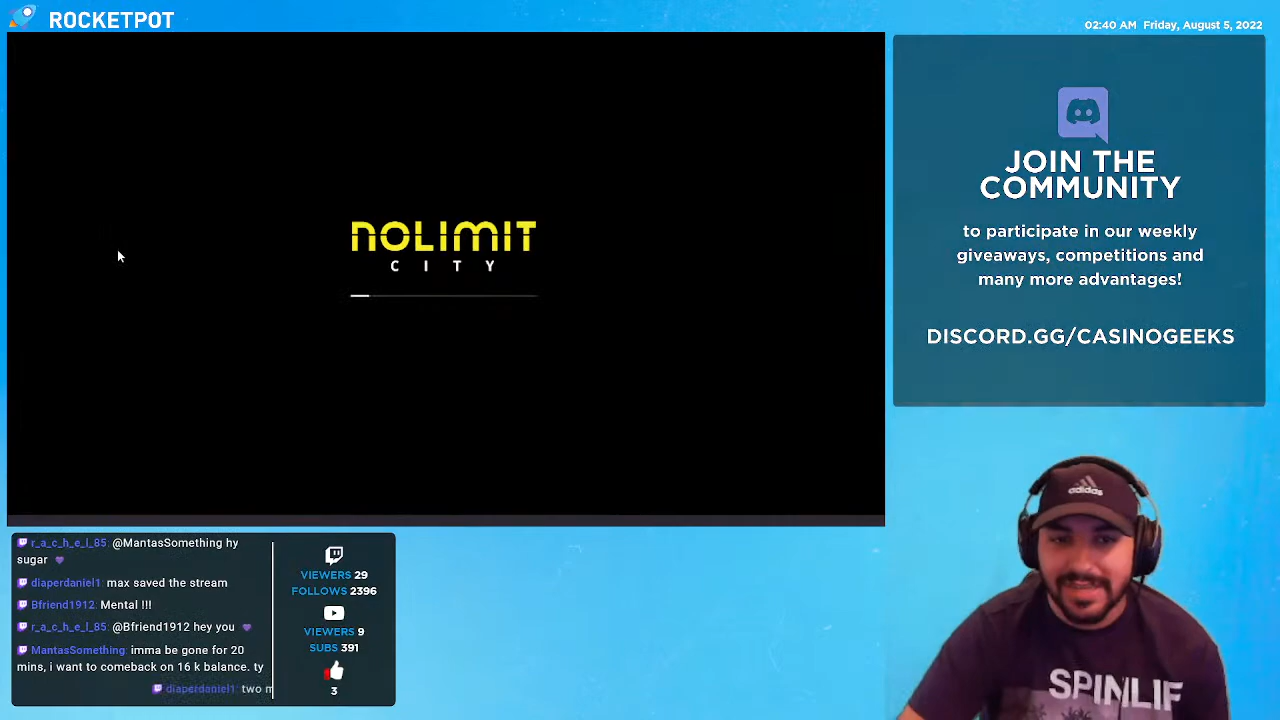 ROCKETPOT
02:40 AM Friday, August 5, 2022
NOLIMIT
CITY
JOIN THE
COMMUNITY
to participate in our weekly
giveaways, competitions and
many more advantages!
DISCORD.GG/CASINOGEEKS
r_a_c_h_e_l_85: @MantasSomething hy
sugar
diaperdaniel1: max saved the stream
Bfriend1912: Mental !!!
r_a_c_h_e_l_85: @Bfriend1912 hey you
MantasSomething: imma be gone for 20
mins, i want to comeback on 16 k balance. ty
diaperdaniel1: two m
VIEWERS 29
FOLLOWS 2396
VIEWERS 9
SUBS 391
3
adidas
SPINLIF